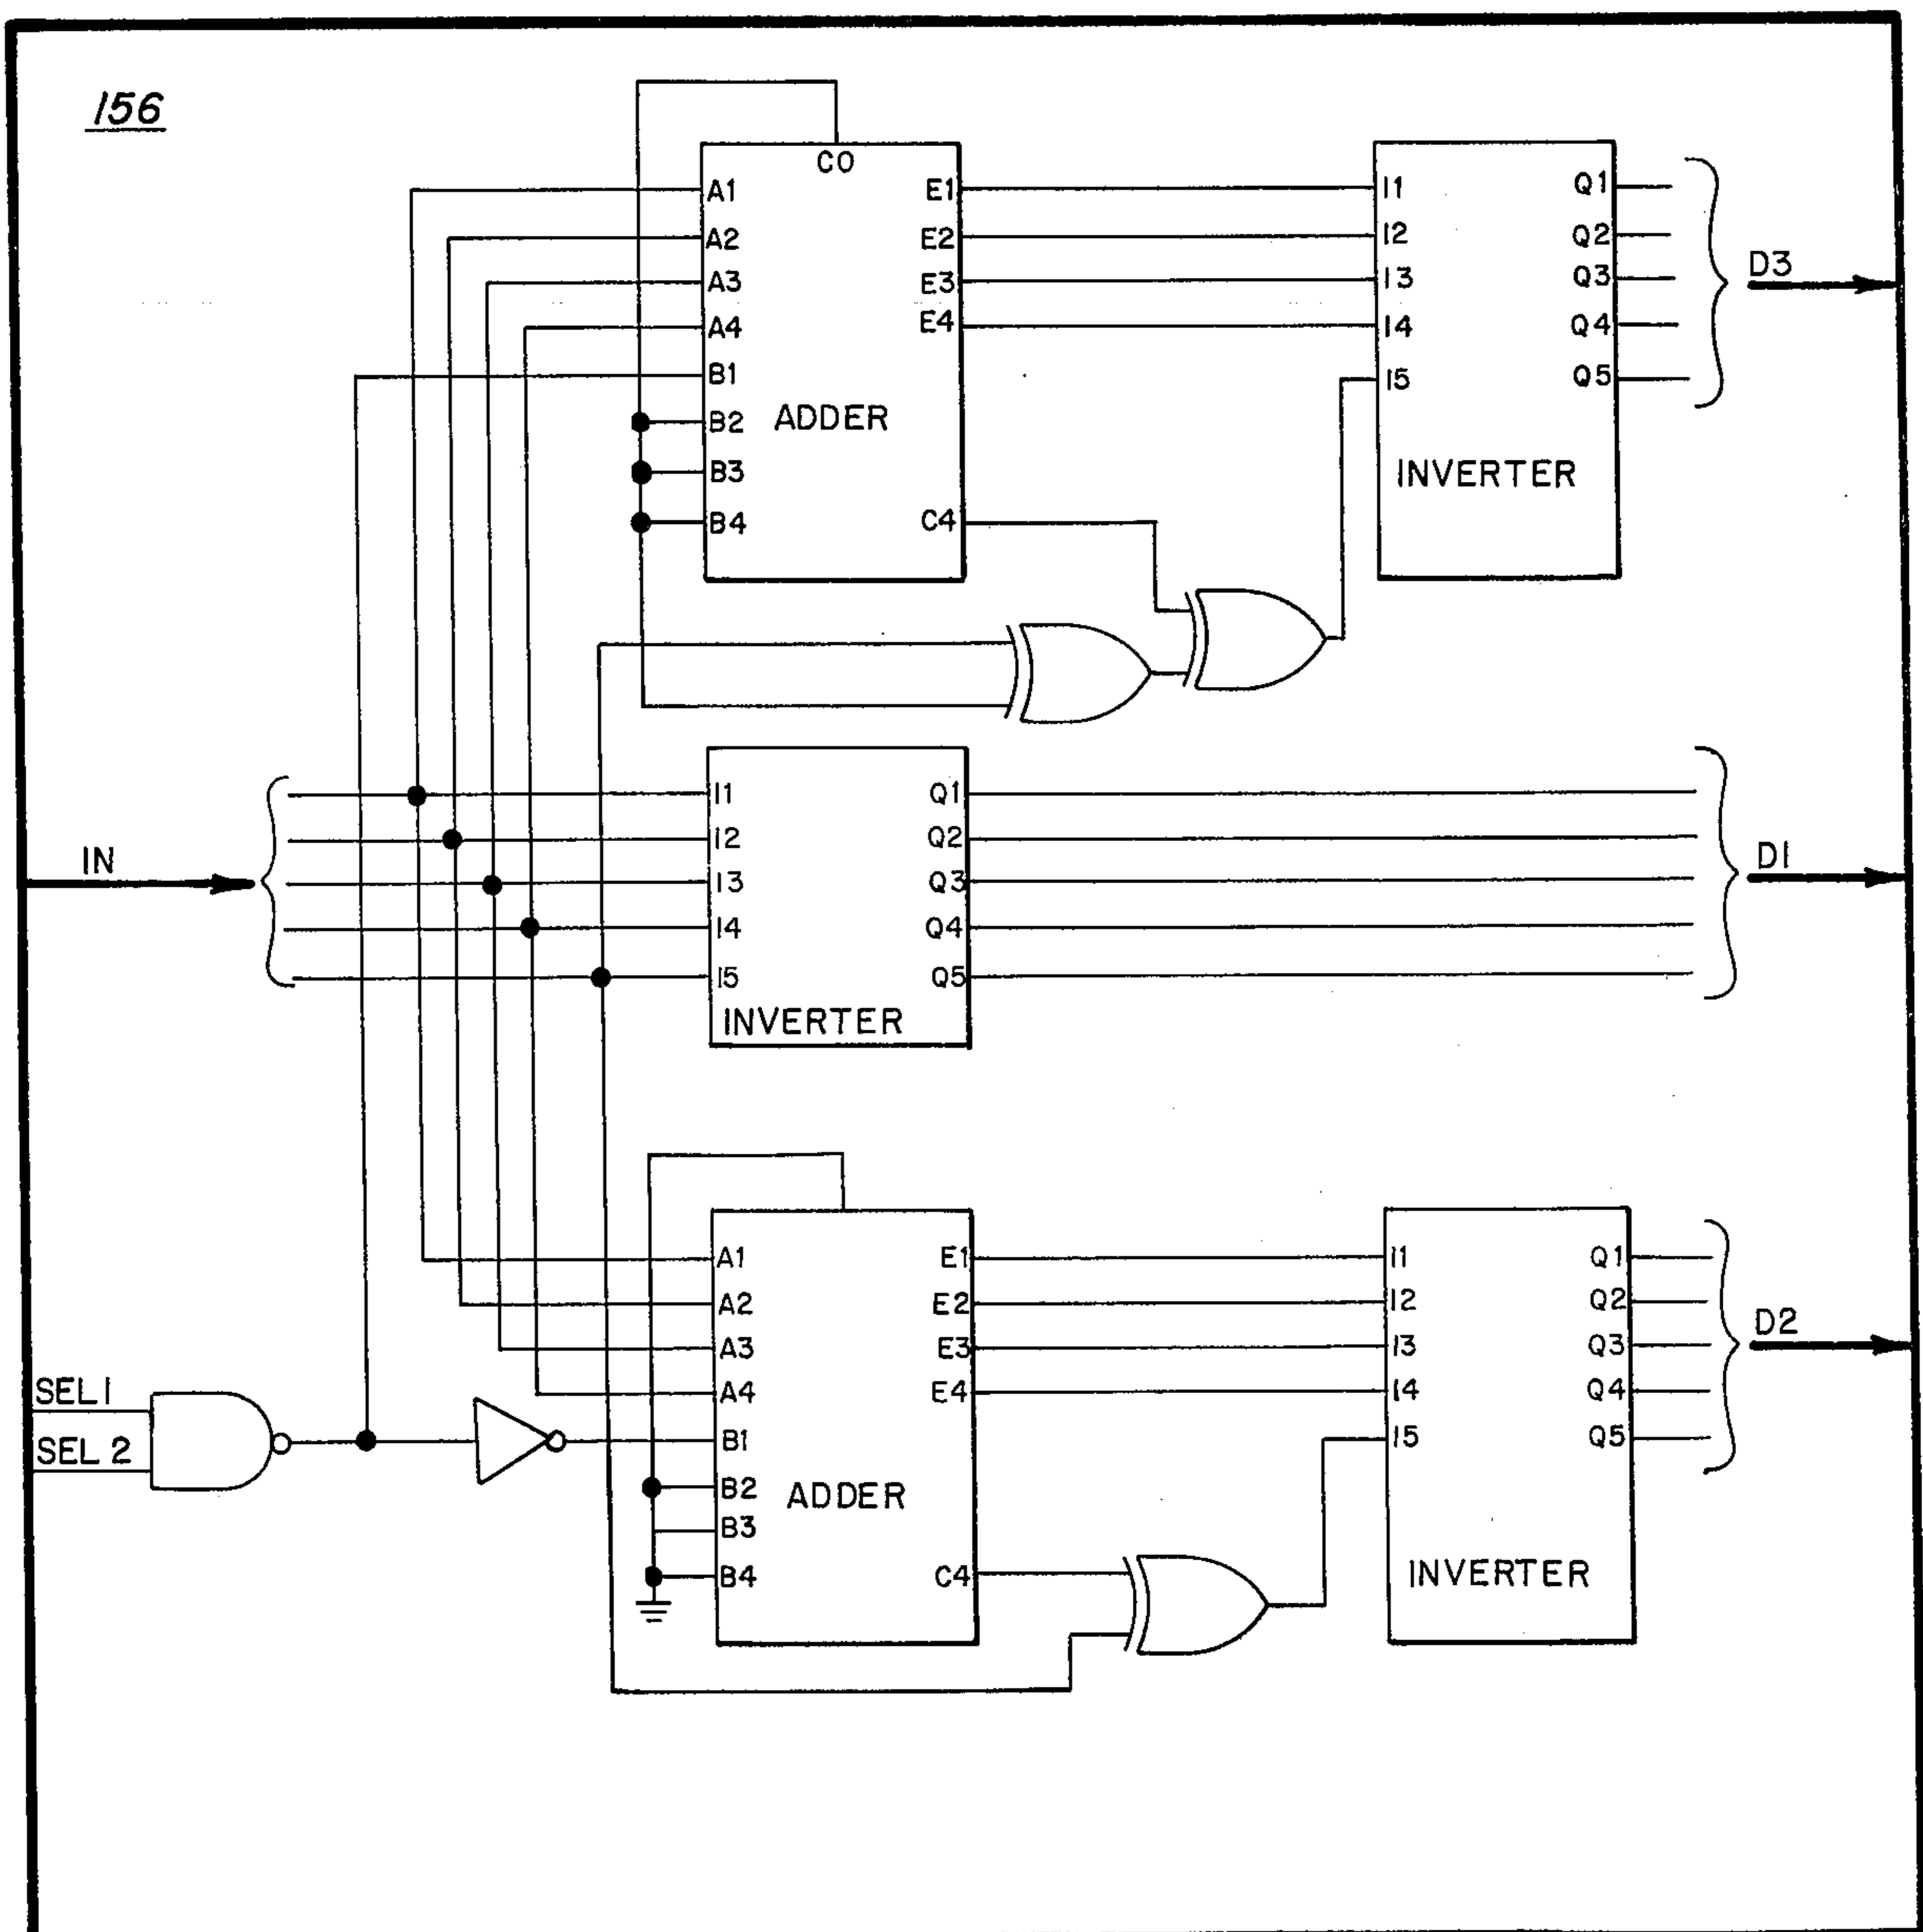 156
CO
A1 E1 I1 Q1
A2 E2 I2 Q2
A3 E3 I3 Q3 D3
A4 E4 I4 Q4
B1 I5 Q5
B2 ADDER
B3 INVERTER
B4 C4
I1 Q1
I2 Q2
IN I3 Q3 D1
I4 Q4
I5 Q5
INVERTER
A1 E1 I1 Q1
A2 E2 I2 Q2
A3 E3 I3 Q3 D2
SEL1 A4 E4 I4 Q4
SEL 2 B1 I5 Q5
B2 ADDER
B3
B4 C4 INVERTER